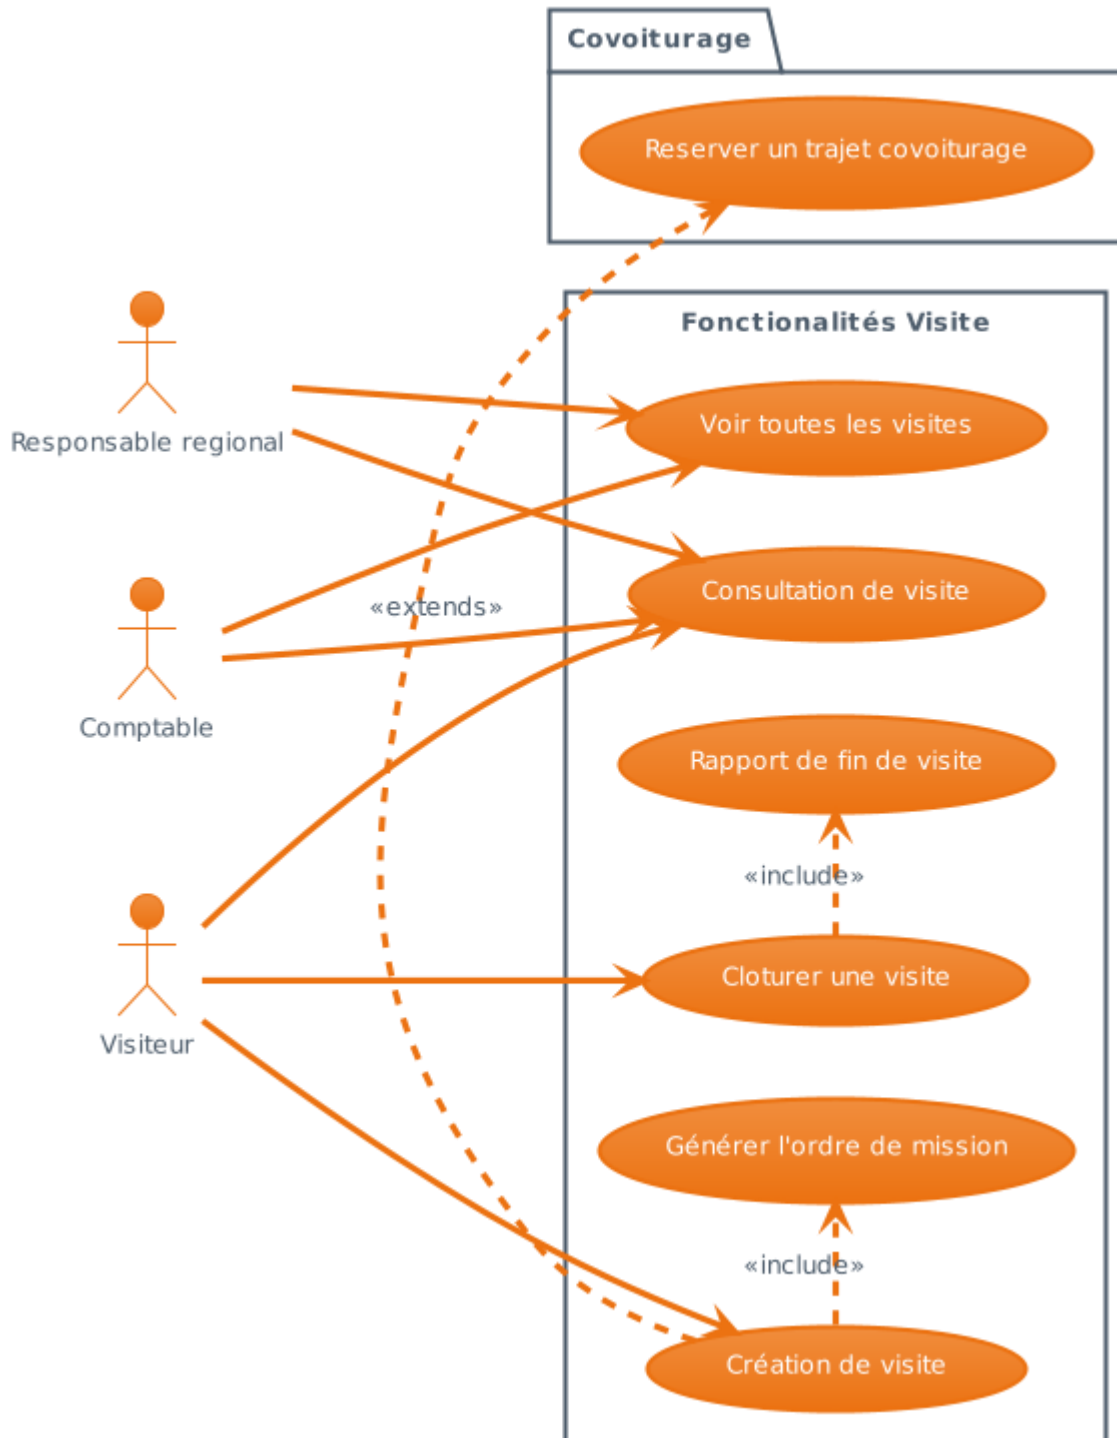 Covoiturage
Reserver un trajet covoiturage
Fonctionalités Visite
Responsable regional
Voir toutes les visites
Consultation de visite
«extends»
Comptable
Rapport de fin de visite
«include»
Cloturer une visite
Visiteur
Générer l'ordre de mission
«include»
Création de visite